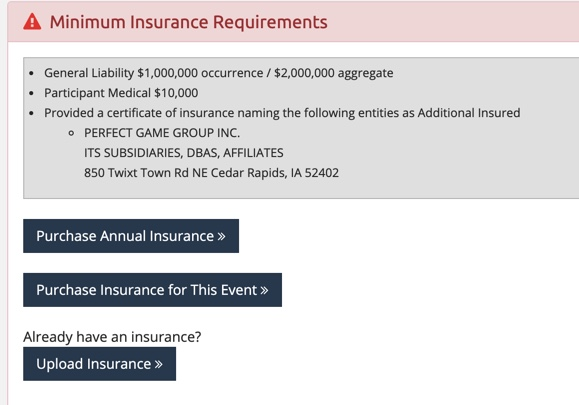 Minimum Insurance Requirements
General Liability $1,000,000 occurrence / $2,000,000 aggregate
Participant Medical $10,000
Provided a certificate of insurance naming the following entities as Additional Insured
PERFECT GAME GROUP INC.
ITS SUBSIDIARIES, DBAS, AFFILIATES
850 Twixt Town Rd NE Cedar Rapids, IA 52402
Purchase Annual Insurance »
Purchase Insurance for This Event »
Already have an insurance?
Upload Insurance »